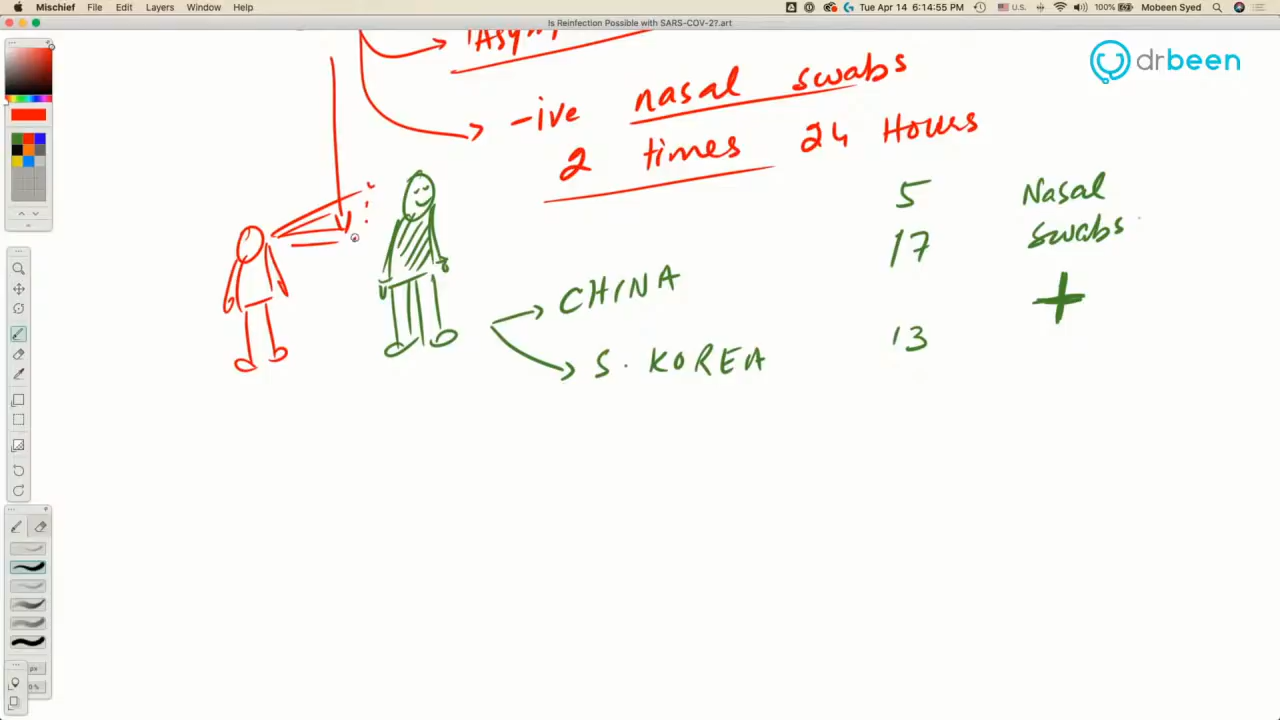 Mischief File Edit Layers Window Help
100% Tue Apr 14 6:14:55 PM Mobeen Syed
U.S.
Is Reinfection Possible with SARS-COV-2?.art
drbeen
-ive nasal swabs
2 times 24 Hours
5 Nasal
17 swabs
+
CHINA
13
S. KOREA
px
0%